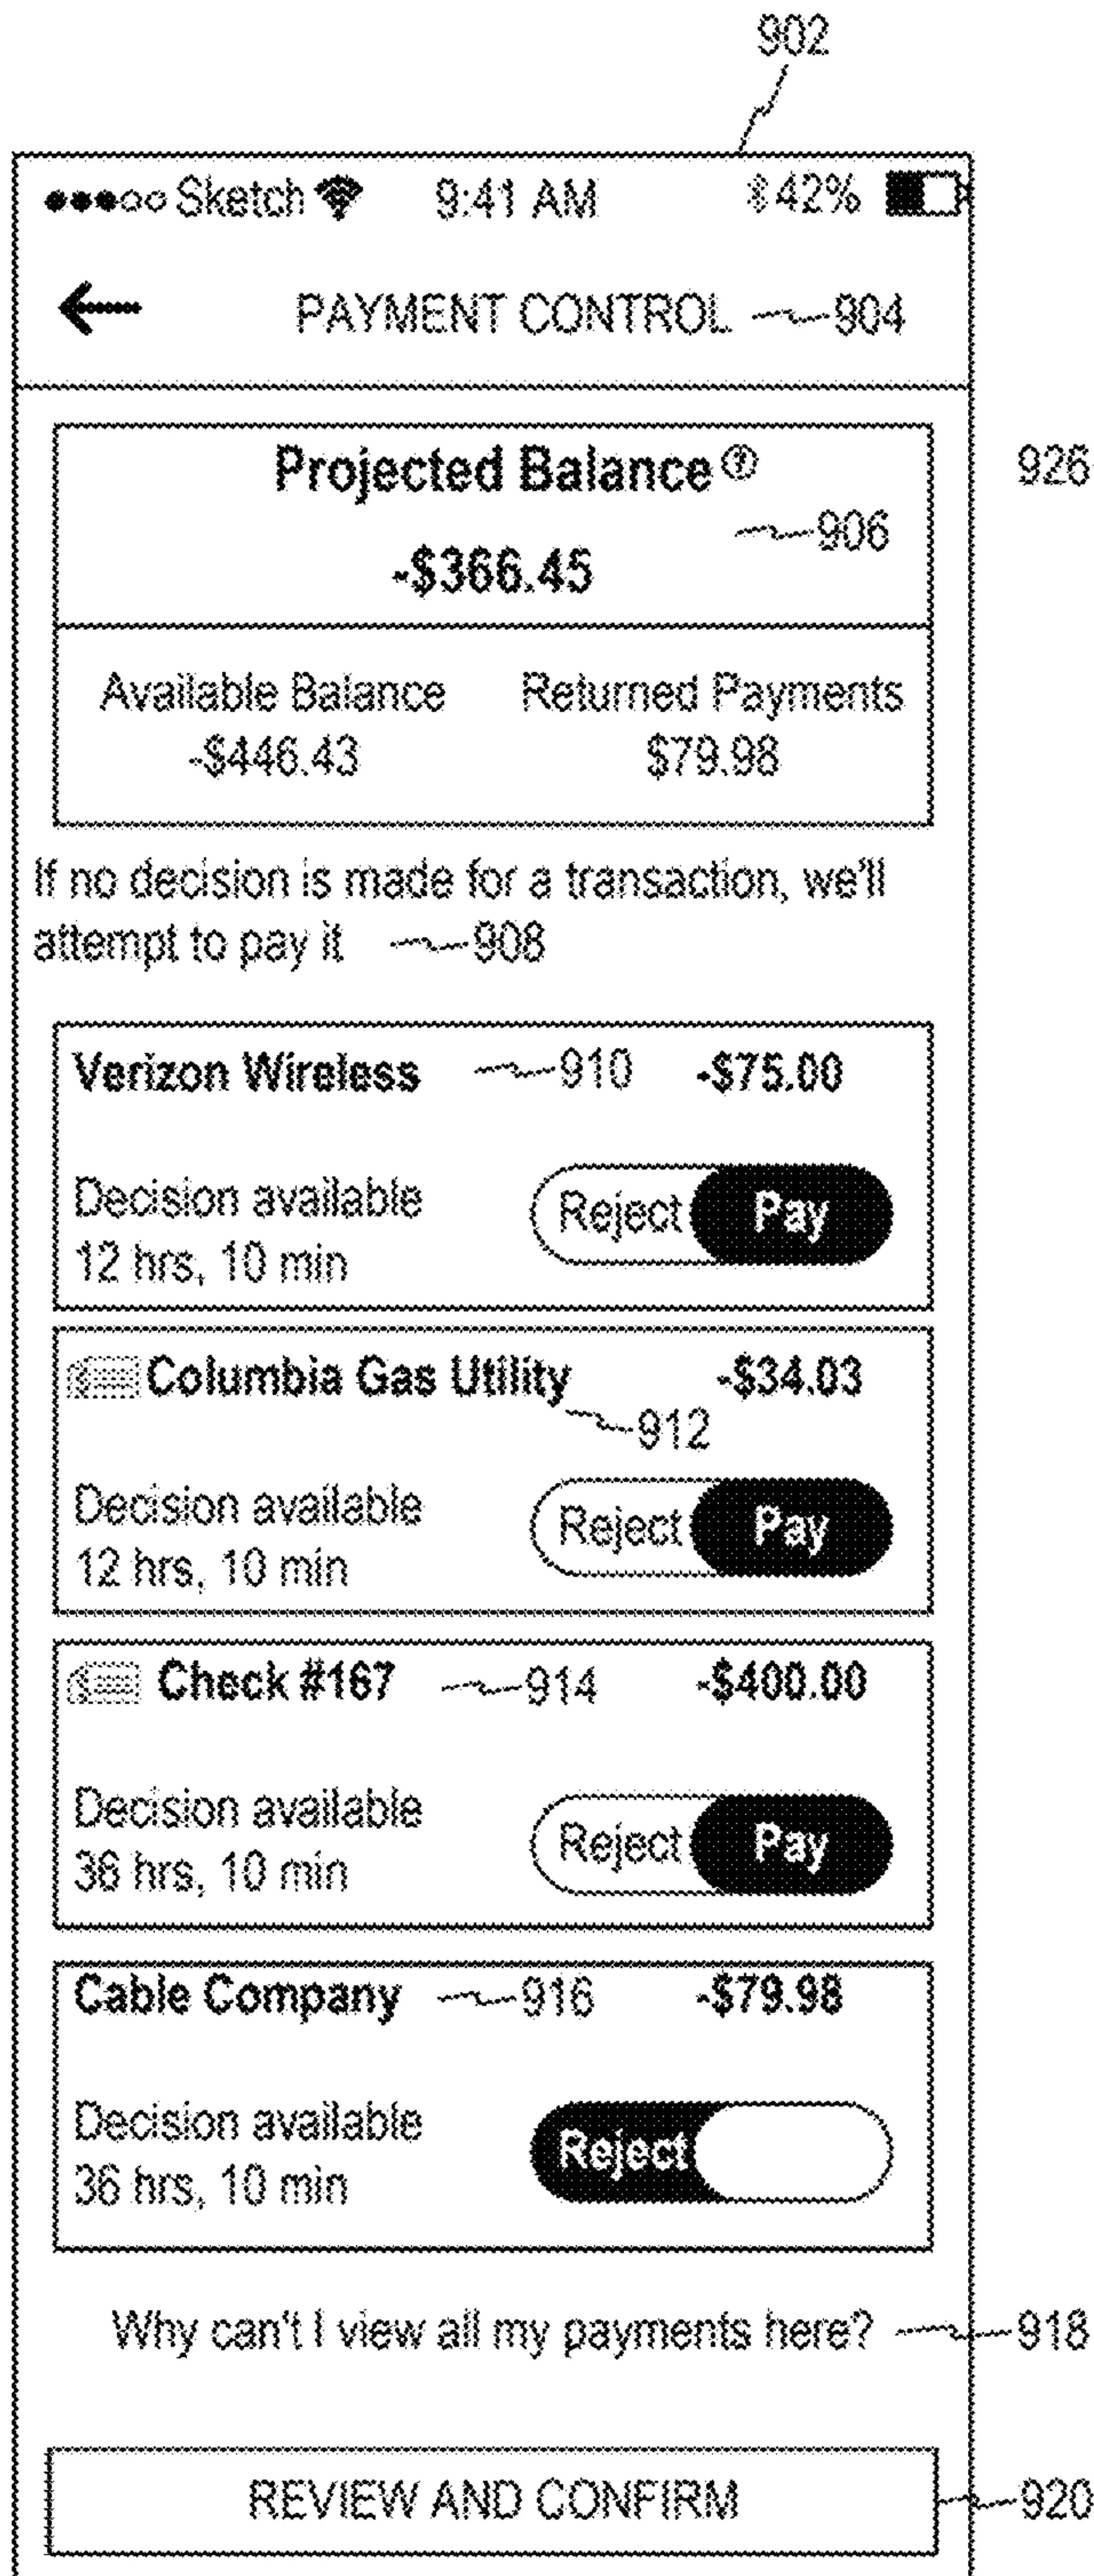 902
Sketch 9:41 AM 42%
PAYMENT CONTROL 904
Projected Balance ?
926
906
-$366.45
Available Balance Returned Payments
-$446.43 $79.98
If no decision is made for a transaction, we'll
attempt to pay it 908
Verizon Wireless 910 -$75.00
Decision available
12 hrs, 10 min
Reject Pay
Columbia Gas Utility -$34.03
912
Decision available
12 hrs, 10 min
Reject Pay
Check #167 914 -$400.00
Decision available
36 hrs, 10 min
Reject Pay
Cable Company 916 -$79.98
Decision available
36 hrs, 10 min
Reject
Why can't I view all my payments here? 918
REVIEW AND CONFIRM 920